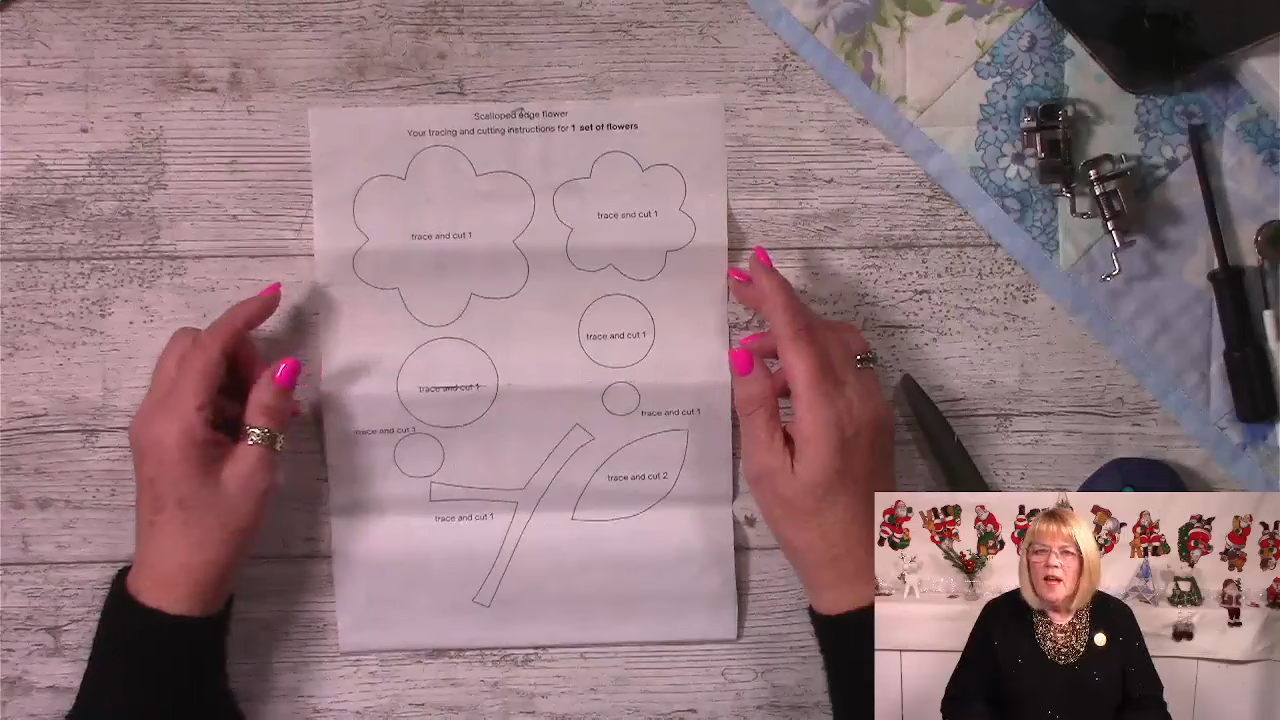 Scalloped edge flower
Your tracing and cutting instructions for 1 set of flowers
trace and cut 1
trace and cut 1
trace and cut 1
trace and cut 1
trace and cut 1
trace and cut 1
trace and cut 2
trace and cut 1